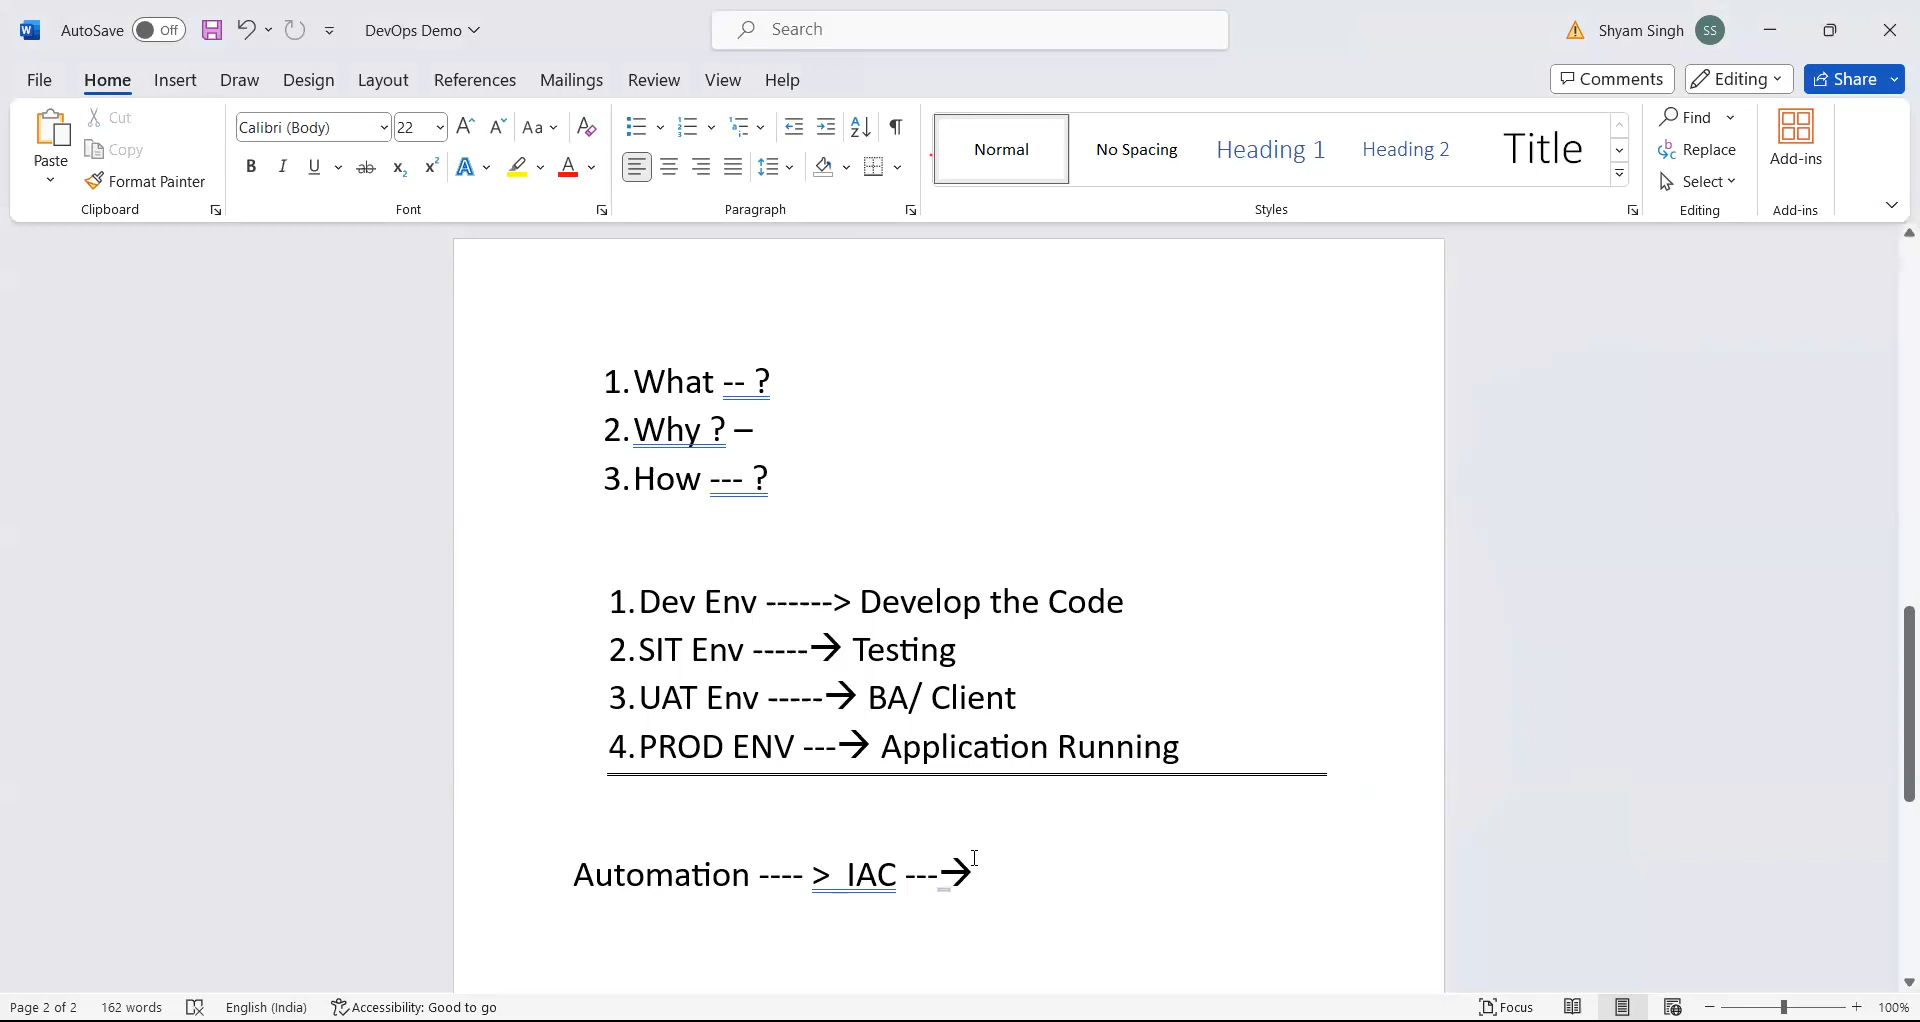 AutoSave Off DevOps Demo Search Shyam Singh SS
File Home Insert Draw Design Layout References Mailings Review View Help Comments Editing Share
Paste Cut Calibri (Body) 22 Normal No Spacing Heading 1 Heading 2 Title Find Add-ins
Copy Replace
Format Painter Select
Clipboard Font Paragraph Styles Editing Add-ins
1. What -- ?
2. Why ? –
3. How --- ?
1. Dev Env ------> Develop the Code
2. SIT Env -----→ Testing
3. UAT Env -----→ BA/ Client
4. PROD ENV ---→ Application Running
Automation ---- > IAC ---→
Page 2 of 2 162 words English (India) Accessibility: Good to go Focus 100%